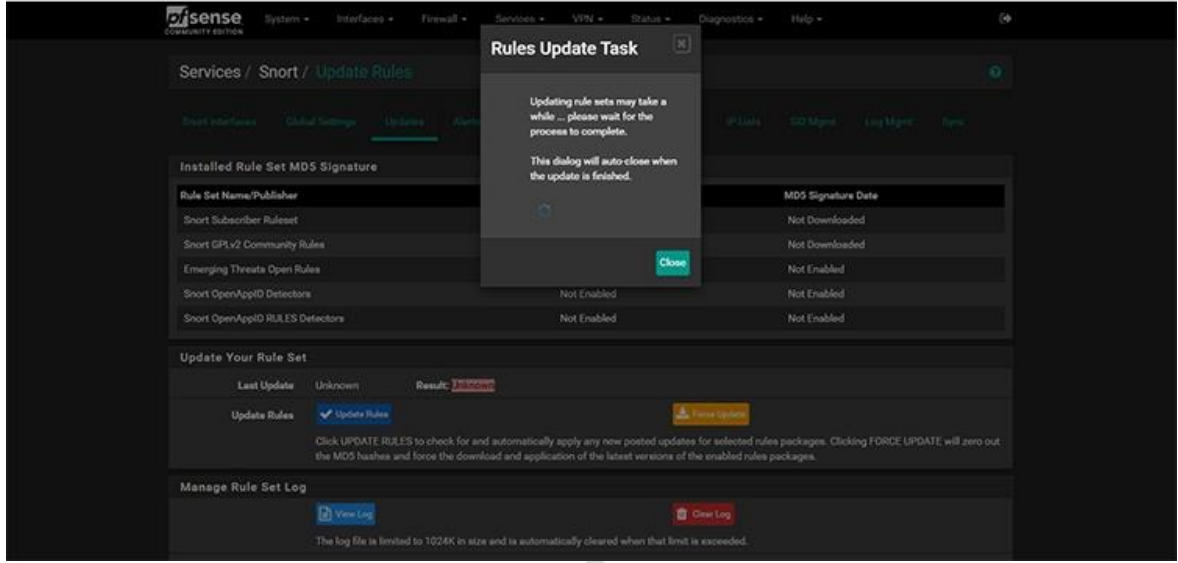 pfsense System Interfaces Firewall Services VPN Status Diagnostics Help
COMMUNITY EDITION
Rules Update Task
Services / Snort / Update Rules
Updating rule sets may take a
while ... please wait for the
process to complete.
This dialog will auto-close when
the update is finished.
Close
Snort Interfaces Global Settings Updates Alerts IP Lists SID Mgmt Log Mgmt Sync
Installed Rule Set MD5 Signature
Rule Set Name/Publisher MD5 Signature Date
Snort Subscriber Ruleset Not Downloaded
Snort GPLv2 Community Rules Not Downloaded
Emerging Threats Open Rules Not Enabled
Snort OpenAppID Detectors Not Enabled Not Enabled
Snort OpenAppID RULES Detectors Not Enabled Not Enabled
Update Your Rule Set
Last Update Unknown Result: Unknown
Update Rules Update Rules Force Update
Click UPDATE RULES to check for and automatically apply any new posted updates for selected rules packages. Clicking FORCE UPDATE will zero out
the MD5 hashes and force the download and application of the latest versions of the enabled rules packages.
Manage Rule Set Log
View Log Clear Log
The log file is limited to 1024K in size and is automatically cleared when that limit is exceeded.